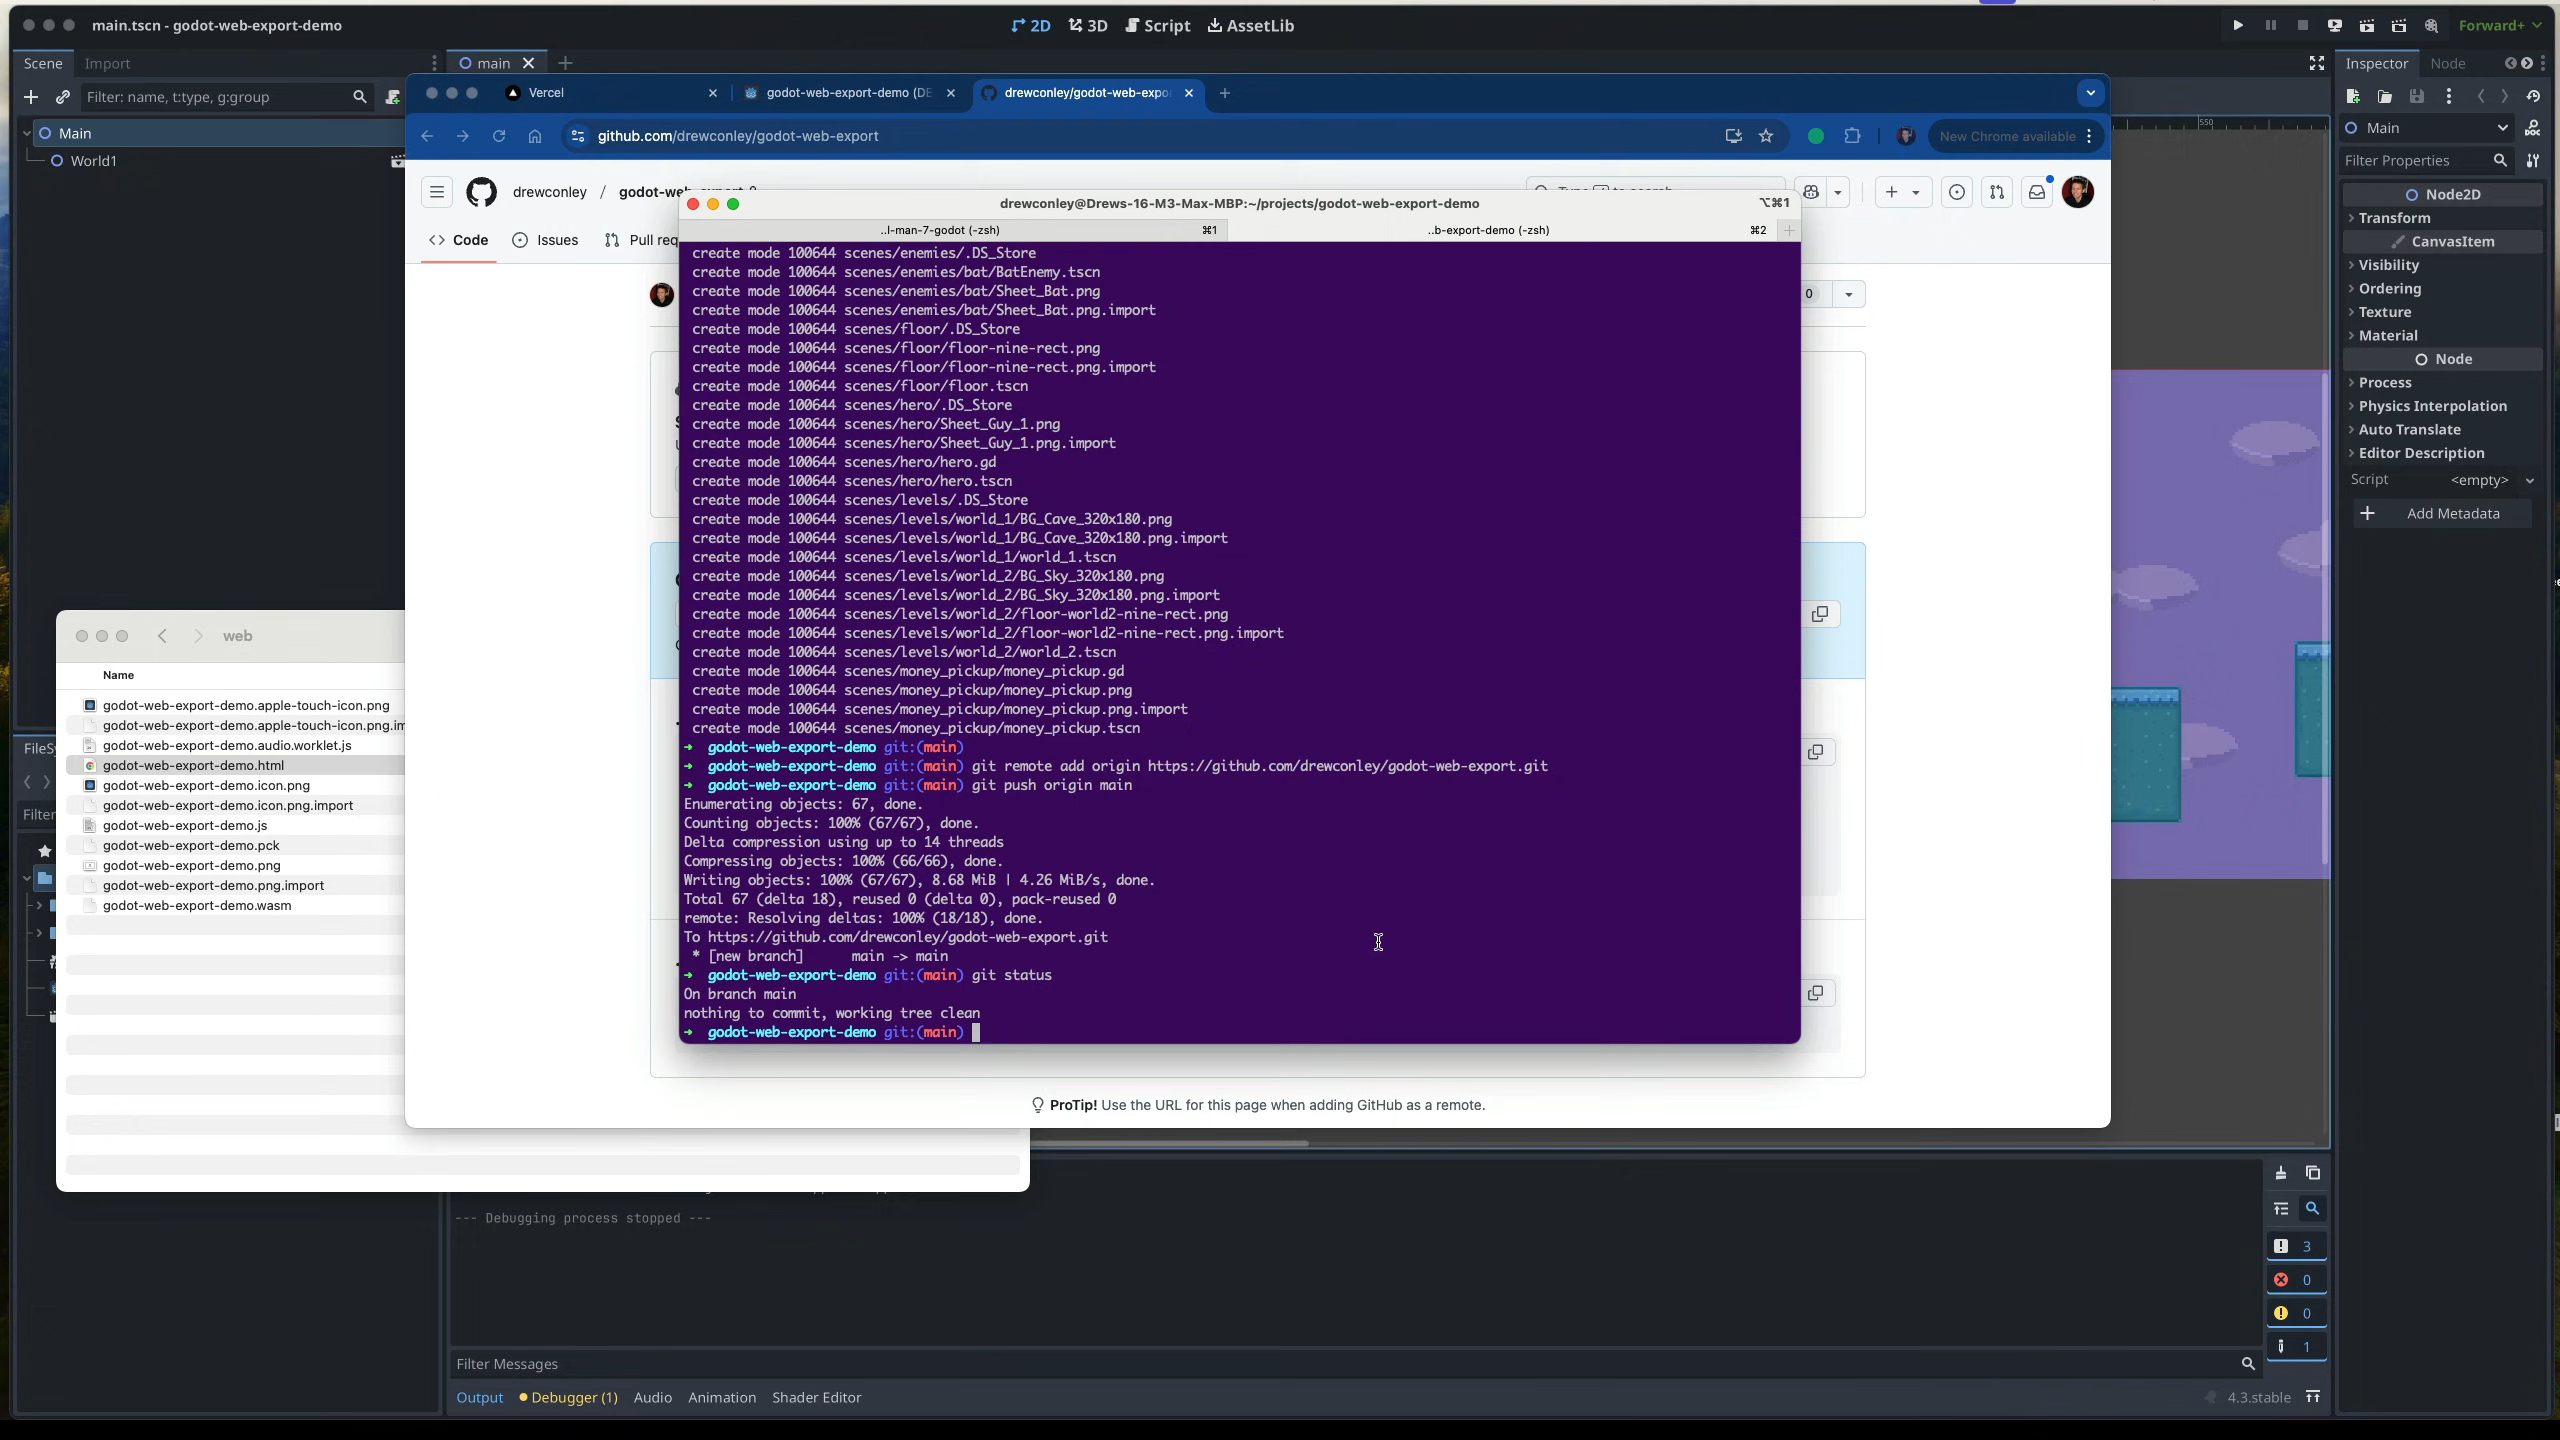 main.tscn - godot-web-export-demo
2D 3D Script AssetLib
Forward+
Scene Import
main
Inspector Node
Filter: name, t:type, g:group
Main
World1
Vercel
godot-web-export-demo (DE
drewconley/godot-web-expo
github.com/drewconley/godot-web-export
New Chrome available
drewconley / godot-web-export
Type / to search
Code
Issues
Pull req
0
drewconley@Drews-16-M3-Max-MBP:~/projects/godot-web-export-demo
⌥⌘1
..l-man-7-godot (-zsh) ⌘1
..b-export-demo (-zsh) ⌘2
create mode 100644 scenes/enemies/.DS_Store
create mode 100644 scenes/enemies/bat/BatEnemy.tscn
create mode 100644 scenes/enemies/bat/Sheet_Bat.png
create mode 100644 scenes/enemies/bat/Sheet_Bat.png.import
create mode 100644 scenes/floor/.DS_Store
create mode 100644 scenes/floor/floor-nine-rect.png
create mode 100644 scenes/floor/floor-nine-rect.png.import
create mode 100644 scenes/floor/floor.tscn
create mode 100644 scenes/hero/.DS_Store
create mode 100644 scenes/hero/Sheet_Guy_1.png
create mode 100644 scenes/hero/Sheet_Guy_1.png.import
create mode 100644 scenes/hero/hero.gd
create mode 100644 scenes/hero/hero.tscn
create mode 100644 scenes/levels/.DS_Store
create mode 100644 scenes/levels/world_1/BG_Cave_320x180.png
create mode 100644 scenes/levels/world_1/BG_Cave_320x180.png.import
create mode 100644 scenes/levels/world_1/world_1.tscn
create mode 100644 scenes/levels/world_2/BG_Sky_320x180.png
create mode 100644 scenes/levels/world_2/BG_Sky_320x180.png.import
create mode 100644 scenes/levels/world_2/floor-world2-nine-rect.png
create mode 100644 scenes/levels/world_2/floor-world2-nine-rect.png.import
create mode 100644 scenes/levels/world_2/world_2.tscn
create mode 100644 scenes/money_pickup/money_pickup.gd
create mode 100644 scenes/money_pickup/money_pickup.png
create mode 100644 scenes/money_pickup/money_pickup.png.import
create mode 100644 scenes/money_pickup/money_pickup.tscn
➜ godot-web-export-demo git:(main)
➜ godot-web-export-demo git:(main) git remote add origin https://github.com/drewconley/godot-web-export.git
➜ godot-web-export-demo git:(main) git push origin main
Enumerating objects: 67, done.
Counting objects: 100% (67/67), done.
Delta compression using up to 14 threads
Compressing objects: 100% (66/66), done.
Writing objects: 100% (67/67), 8.68 MiB | 4.26 MiB/s, done.
Total 67 (delta 18), reused 0 (delta 0), pack-reused 0
remote: Resolving deltas: 100% (18/18), done.
To https://github.com/drewconley/godot-web-export.git
* [new branch] main -> main
➜ godot-web-export-demo git:(main) git status
On branch main
nothing to commit, working tree clean
➜ godot-web-export-demo git:(main)
ProTip! Use the URL for this page when adding GitHub as a remote.
web
Name
godot-web-export-demo.apple-touch-icon.png
godot-web-export-demo.apple-touch-icon.png.im
godot-web-export-demo.audio.worklet.js
godot-web-export-demo.html
godot-web-export-demo.icon.png
godot-web-export-demo.icon.png.import
godot-web-export-demo.js
godot-web-export-demo.pck
godot-web-export-demo.png
godot-web-export-demo.png.import
godot-web-export-demo.wasm
FileSy
Filter
550
Main
Filter Properties
Node2D
Transform
CanvasItem
Visibility
Ordering
Texture
Material
Node
Process
Physics Interpolation
Auto Translate
Editor Description
Script <empty>
Add Metadata
--- Debugging process stopped ---
3
0
0
1
Filter Messages
Output Debugger (1) Audio Animation Shader Editor
4.3.stable